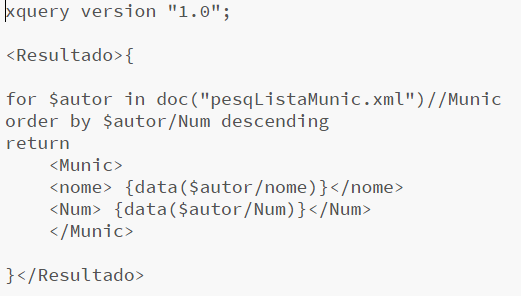 xquery version "1.0";
<Resultado>{
for $autor in doc("pesqListaMunic.xml")//Munic
order by $autor/Num descending
return
<Munic>
<nome> {data($autor/nome)}</nome>
<Num> {data($autor/Num)}</Num>
</Munic>
}</Resultado>